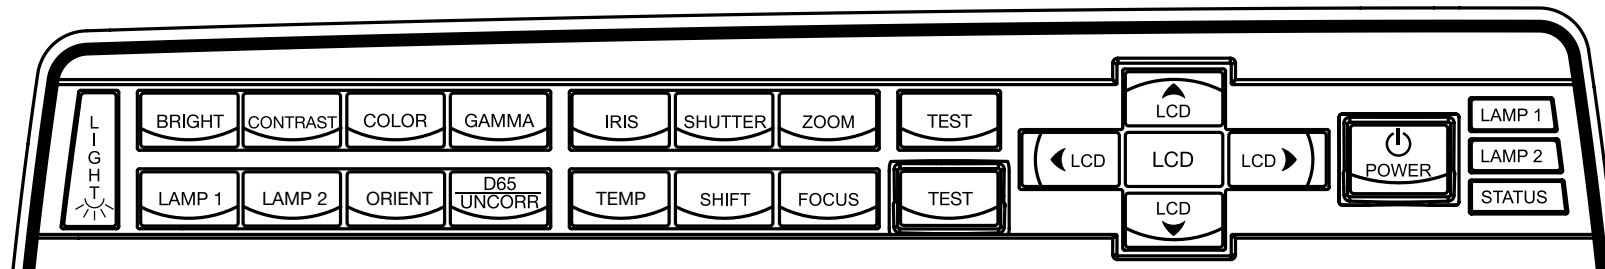 LIGHT
BRIGHT
CONTRAST
COLOR
GAMMA
IRIS
SHUTTER
ZOOM
TEST
LAMP 1
LAMP 2
ORIENT
D65
UNCORR
TEMP
SHIFT
FOCUS
TEST
LCD
LCD
LCD
LCD
LCD
POWER
LAMP 1
LAMP 2
STATUS